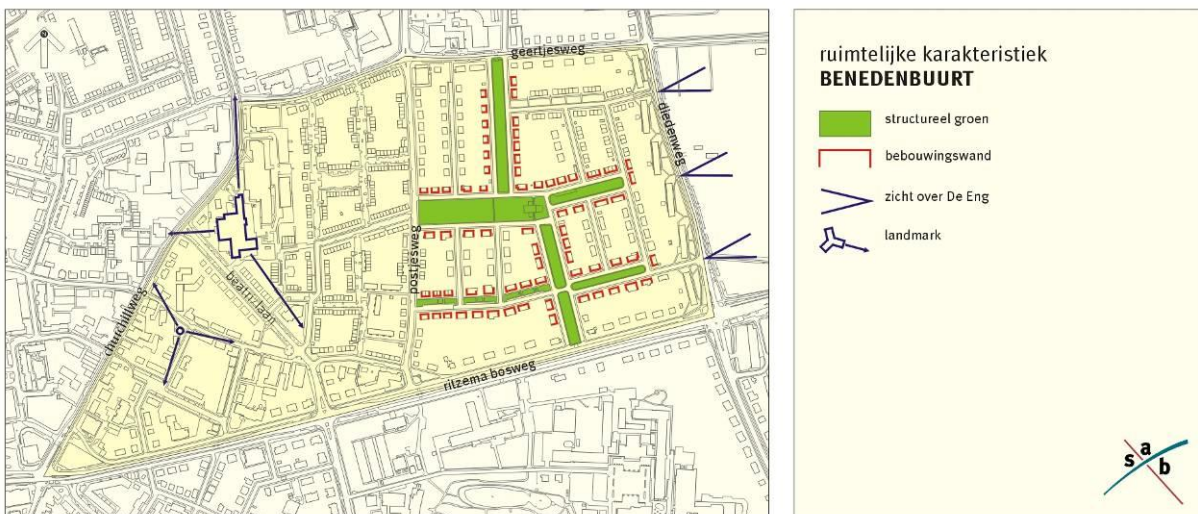 geertjesweg
diedenweg
postjesweg
beatrixlaan
churchillweg
ritzema bosweg
ruimtelijke karakteristiek
BENEDENBUURT
structureel groen
bebouwingswand
zicht over De Eng
landmark
s a b